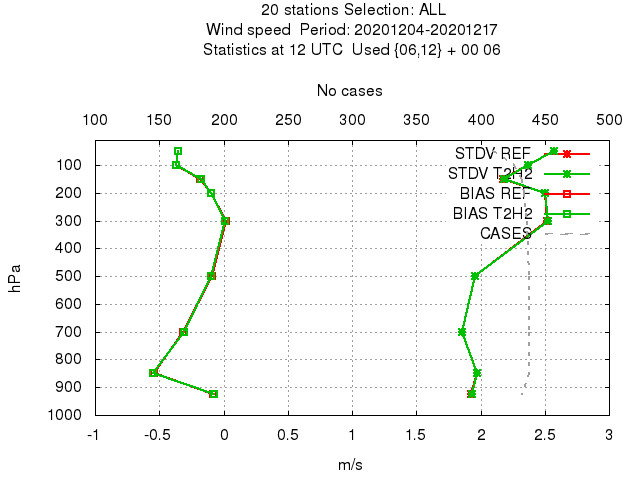 20 stations Selection: ALL
Wind speed  Period: 20201204-20201217
Statistics at 12 UTC  Used {06,12} + 00 06
No cases
100 150 200 250 300 350 400 450 500
STDV REF
STDV T2H2
BIAS REF
BIAS T2H2
CASES
100
200
300
400
500
600
700
800
900
1000
hPa
-1 -0.5 0 0.5 1 1.5 2 2.5 3
m/s